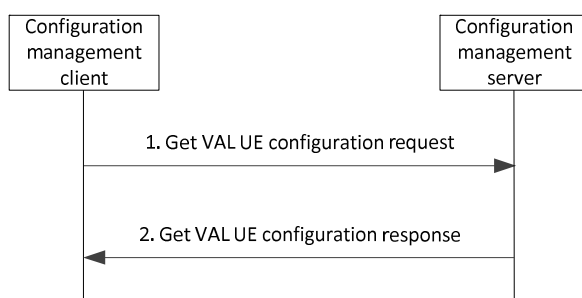 Configuration
management
client
Configuration
management
server
1. Get VAL UE configuration request
2. Get VAL UE configuration response